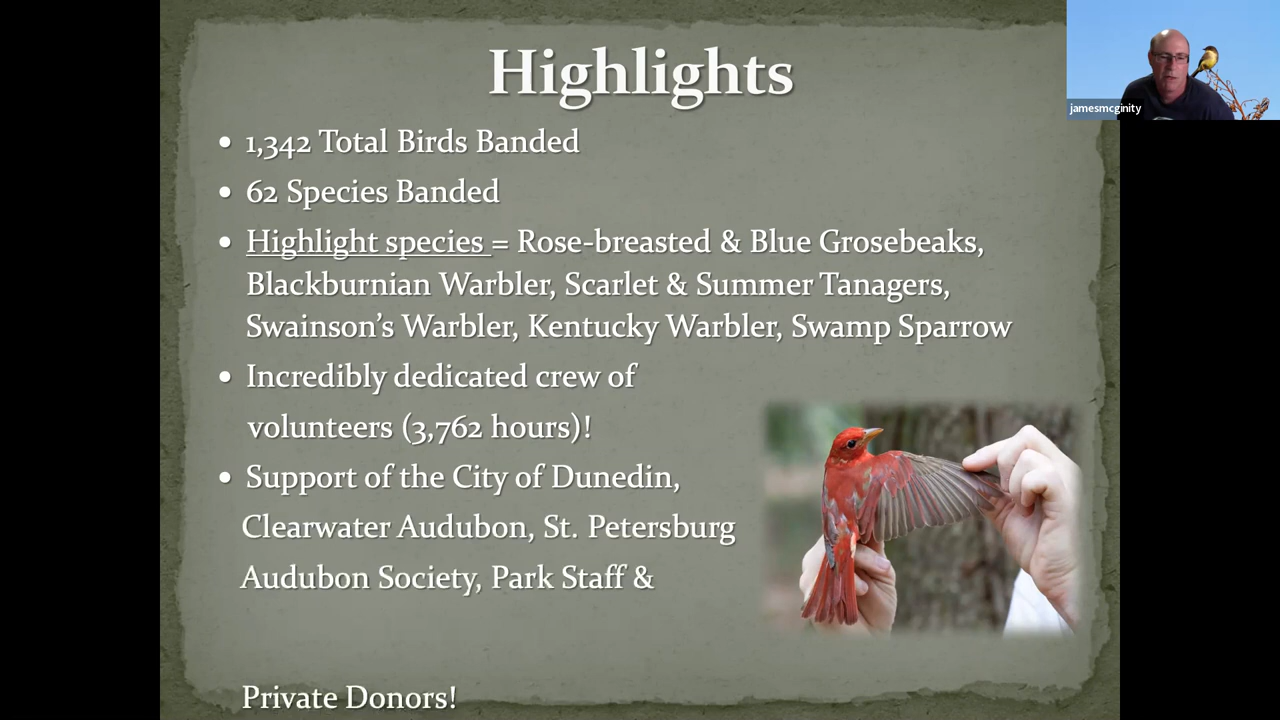 Highlights
jamesmcginity
• 1,342 Total Birds Banded
• 62 Species Banded
• Highlight species = Rose-breasted & Blue Grosebeaks,
Blackburnian Warbler, Scarlet & Summer Tanagers,
Swainson’s Warbler, Kentucky Warbler, Swamp Sparrow
• Incredibly dedicated crew of
volunteers (3,762 hours)!
• Support of the City of Dunedin,
Clearwater Audubon, St. Petersburg
Audubon Society, Park Staff &
Private Donors!